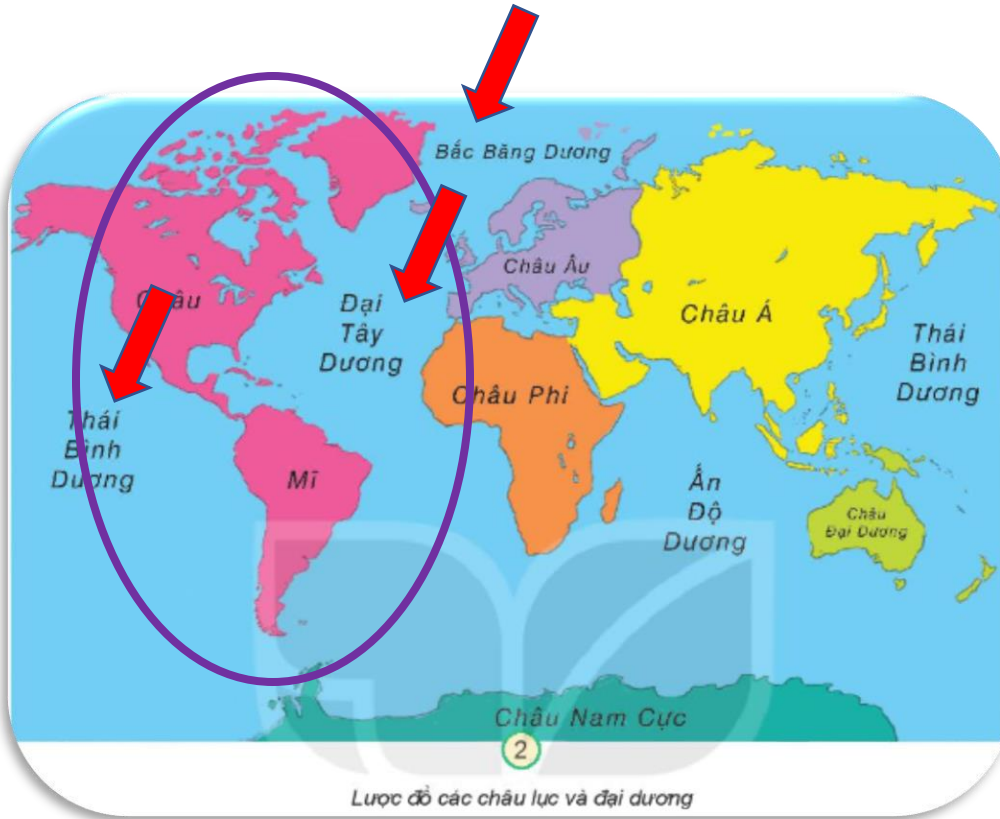 Bắc Băng Dương
Châu Âu
Châu
Đại
Tây
Dương
Châu Á
Thái
Bình
Dương
Châu Phi
Thái
Bình
Dương
Mĩ
Ấn
Độ
Dương
Châu
Đại Dương
Châu Nam Cực
2
Lược đồ các châu lục và đại dương